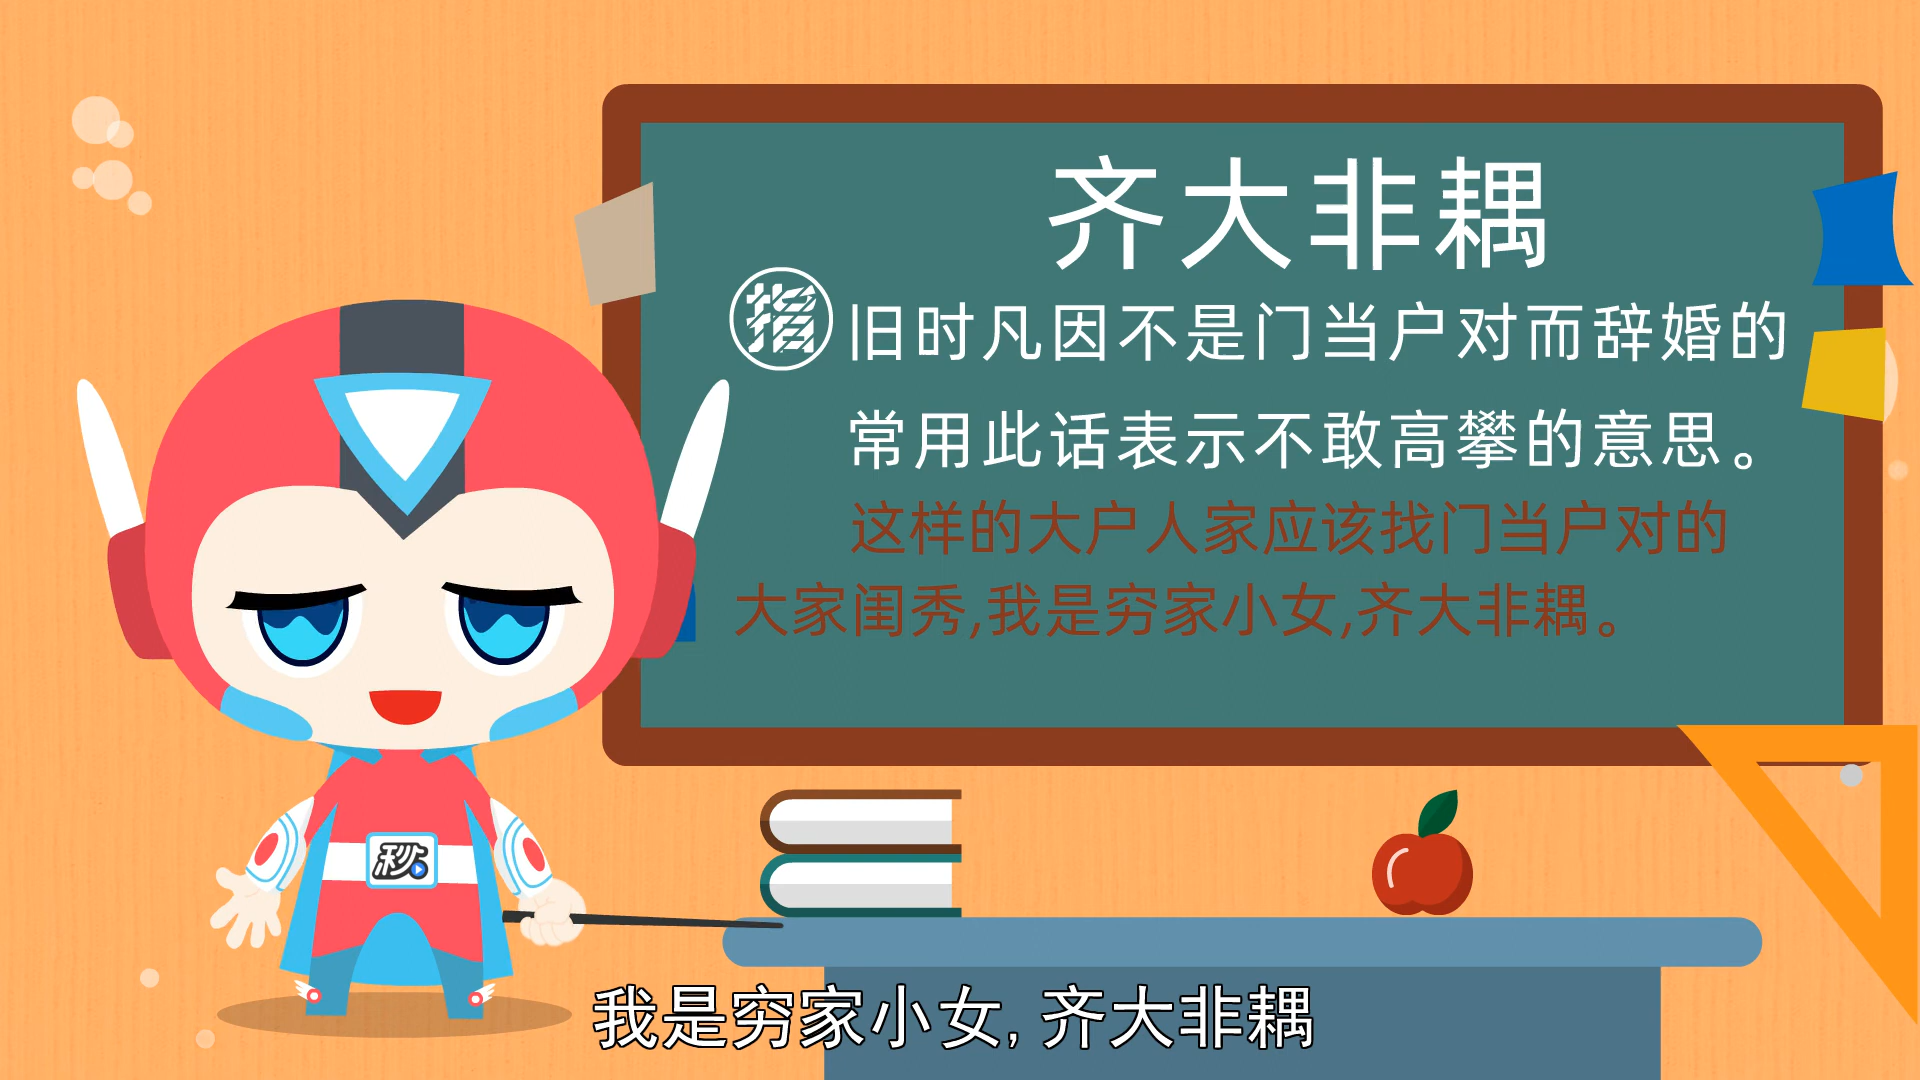 齐大非耦
指 旧时凡因不是门当户对而辞婚的
常用此话表示不敢高攀的意思。
这样的大户人家应该找门当户对的
大家闺秀,我是穷家小女,齐大非耦。
秒
我是穷家小女,齐大非耦